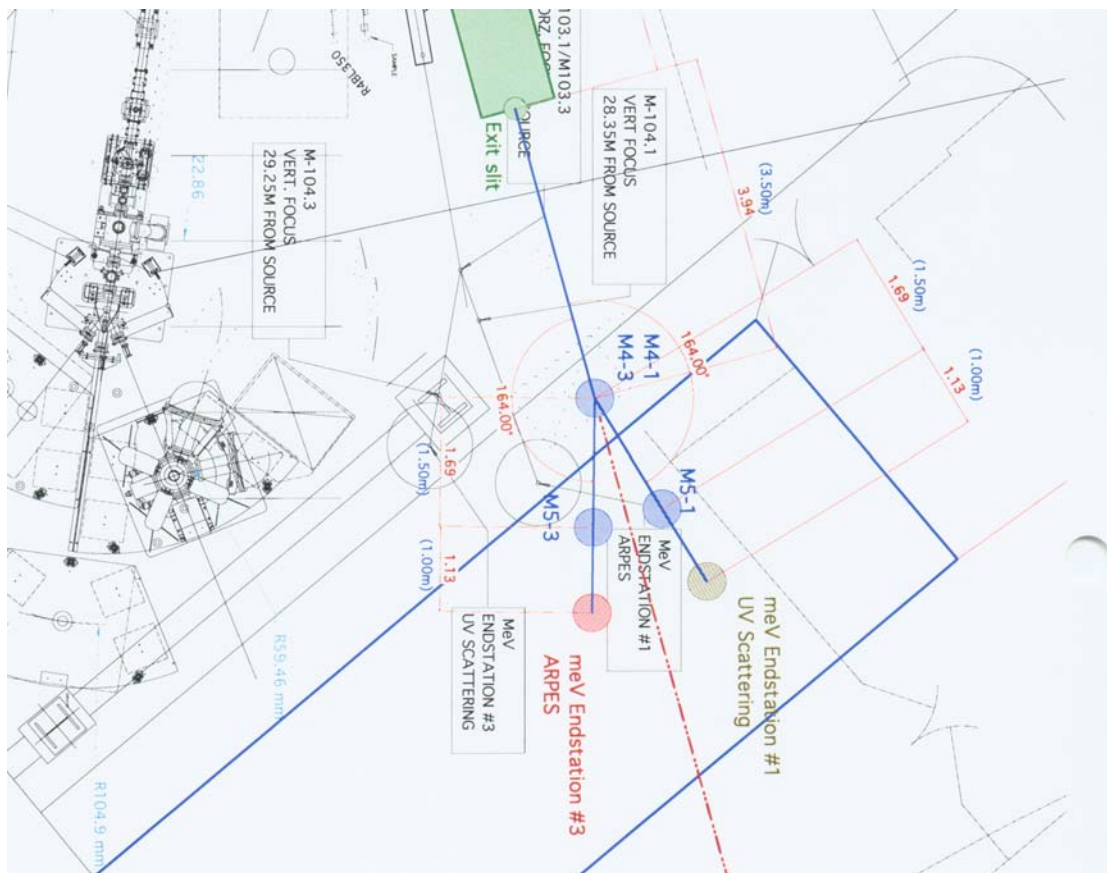 103.1/M103.3
SOURCE
SAMPLE
R4BL350
Exit slit
M-104.1
VERT FOCUS
28.35M FROM SOURCE
M-104.3
VERT. FOCUS
29.25M FROM SOURCE
22.86
(3.50m)
3.94
(1.50m)
1.69
(1.00m)
1.13
M4-1
M4-3
164.00°
164.00°
1.69
(1.50m)
1.13
(1.00m)
M5-1
M5-3
MeV
ENDSTATION #1
ARPES
MeV
ENDSTATION #3
UV SCATTERING
meV Endstation #1
UV Scattering
meV Endstation #3
ARPES
R59.46 mm
R104.9 mm